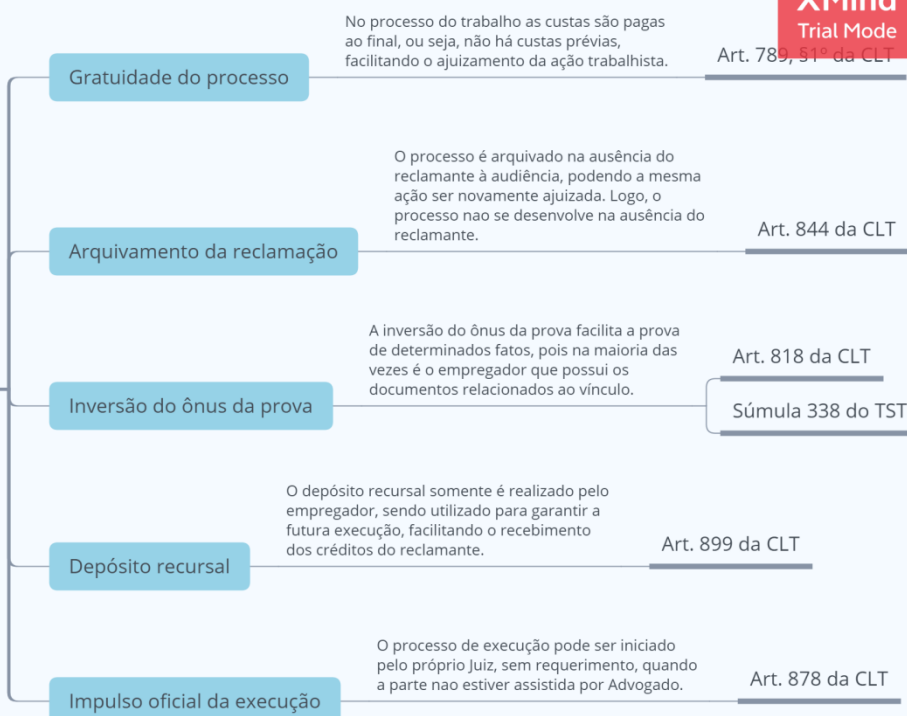 XMind
Trial Mode
No processo do trabalho as custas são pagas
ao final, ou seja, não há custas prévias,
facilitando o ajuizamento da ação trabalhista.
Gratuidade do processo
Art. 789, §1º da CLT
O processo é arquivado na ausência do
reclamante à audiência, podendo a mesma
ação ser novamente ajuizada. Logo, o
processo nao se desenvolve na ausência do
reclamante.
Arquivamento da reclamação
Art. 844 da CLT
A inversão do ônus da prova facilita a prova
de determinados fatos, pois na maioria das
vezes é o empregador que possui os
documentos relacionados ao vínculo.
Inversão do ônus da prova
Art. 818 da CLT
Súmula 338 do TST
O depósito recursal somente é realizado pelo
empregador, sendo utilizado para garantir a
futura execução, facilitando o recebimento
dos créditos do reclamante.
Depósito recursal
Art. 899 da CLT
O processo de execução pode ser iniciado
pelo próprio Juiz, sem requerimento, quando
a parte nao estiver assistida por Advogado.
Impulso oficial da execução
Art. 878 da CLT